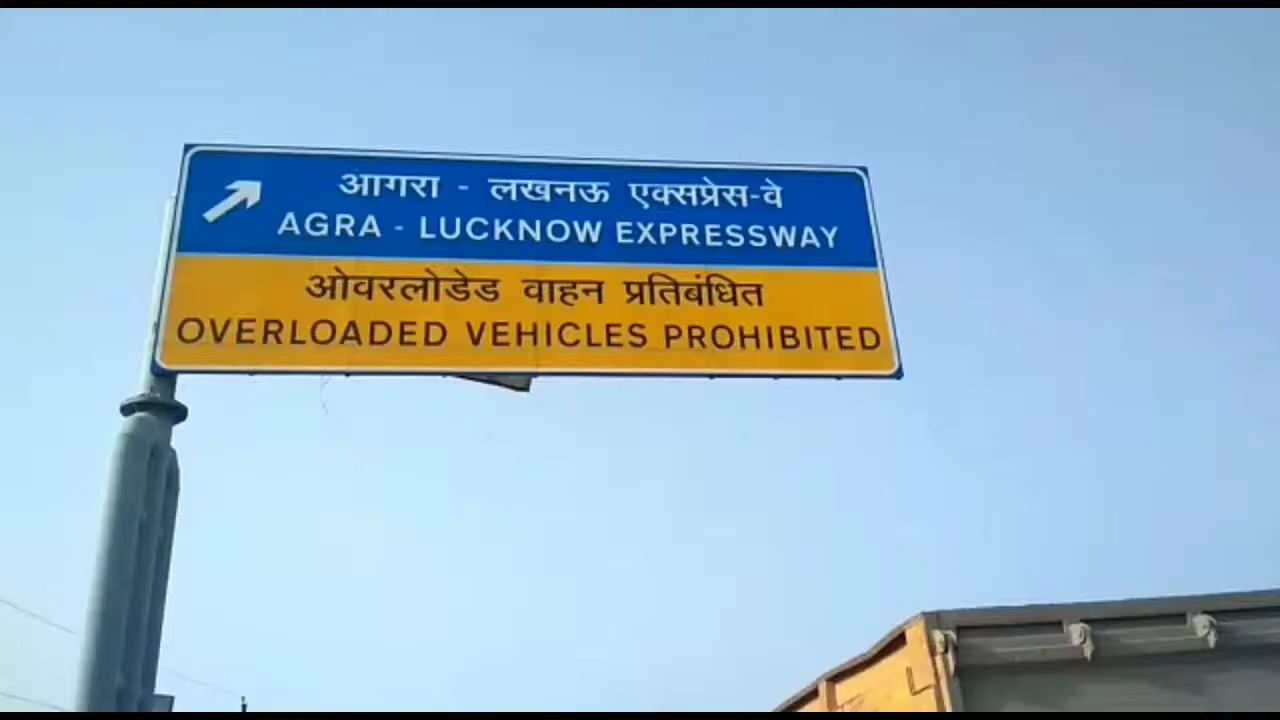 आगरा - लखनऊ एक्सप्रेस-वे
AGRA - LUCKNOW EXPRESSWAY
ओवरलोडेड वाहन प्रतिबंधित
OVERLOADED VEHICLES PROHIBITED